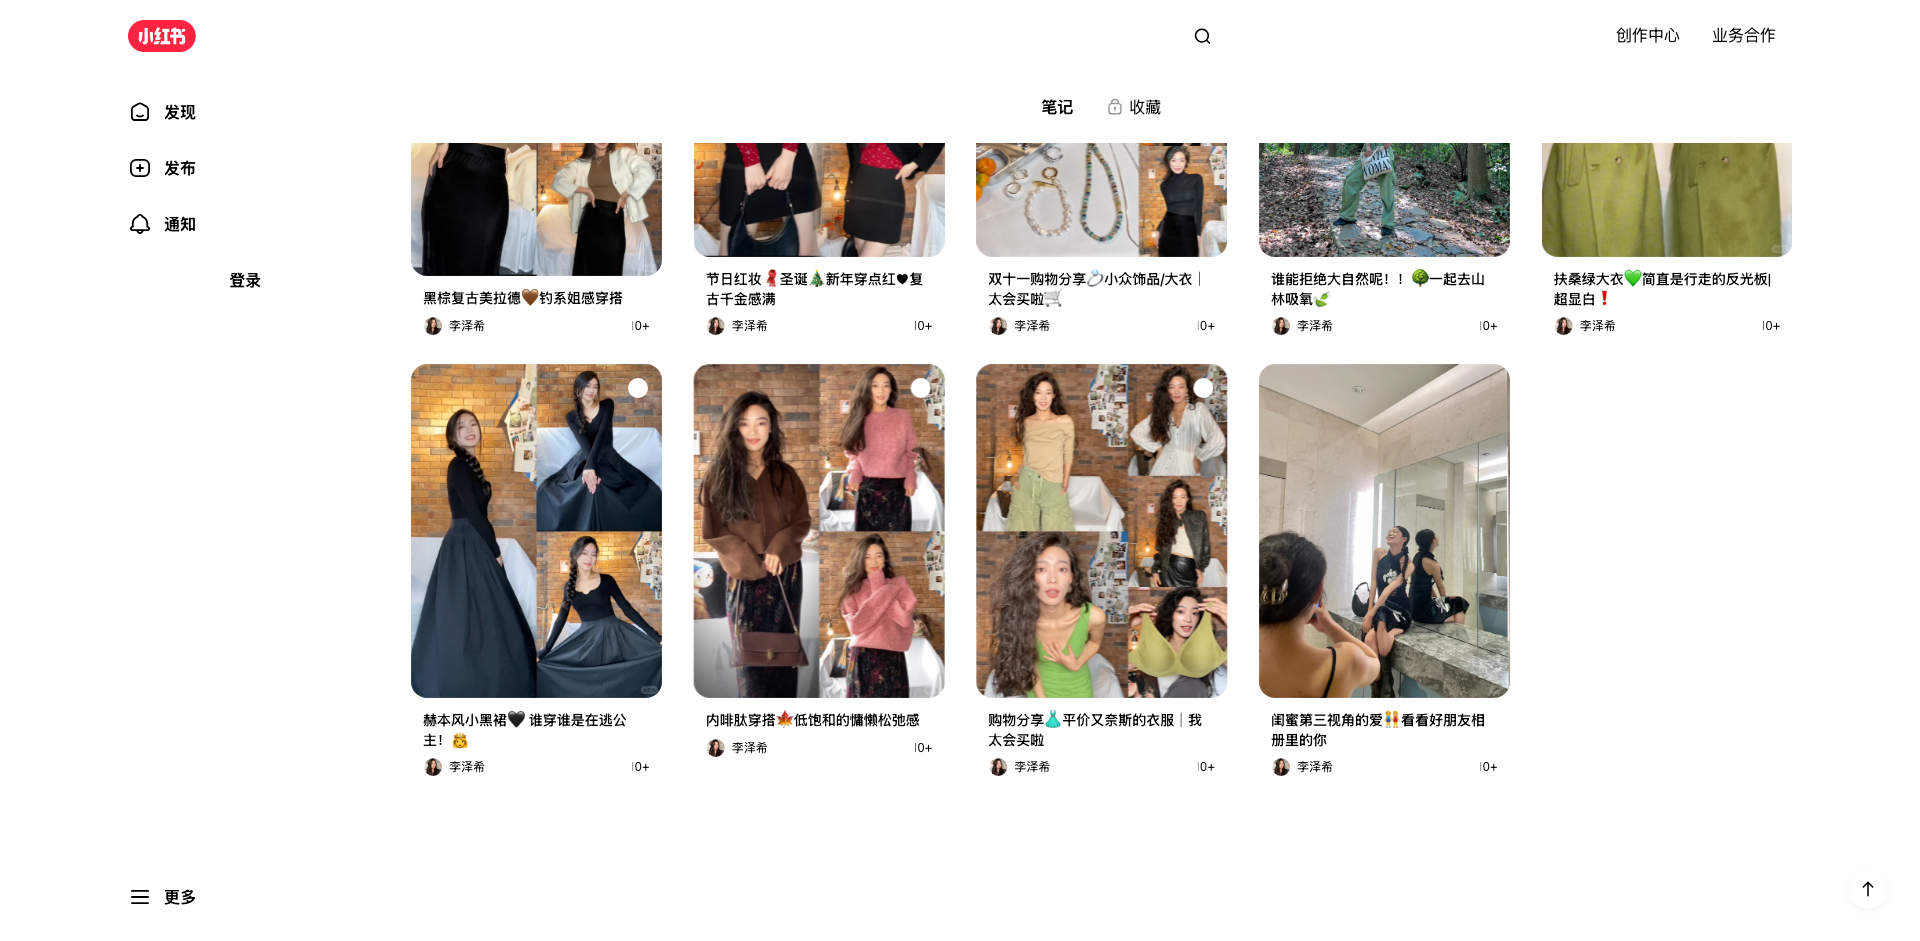 小红书
创作中心
业务合作
发现
发布
通知
登录
笔记
收藏
黑棕复古美拉德🤎钓系姐感穿搭
李泽希
10+
节日红妆💃圣诞🎄新年穿点红♥复
古千金感满
李泽希
10+
双十一购物分享💍小众饰品/大衣｜
太会买啦🛒
李泽希
10+
谁能拒绝大自然呢！！🌳一起去山
林吸氧🍃
李泽希
10+
扶桑绿大衣💚简直是行走的反光板|
超显白❗
李泽希
10+
赫本风小黑裙🖤 谁穿谁是在逃公
主！👸
李泽希
10+
内啡肽穿搭🍁低饱和的慵懒松弛感
李泽希
10+
购物分享👗平价又奈斯的衣服｜我
太会买啦
李泽希
10+
闺蜜第三视角的爱👭看看好朋友相
册里的你
李泽希
10+
更多